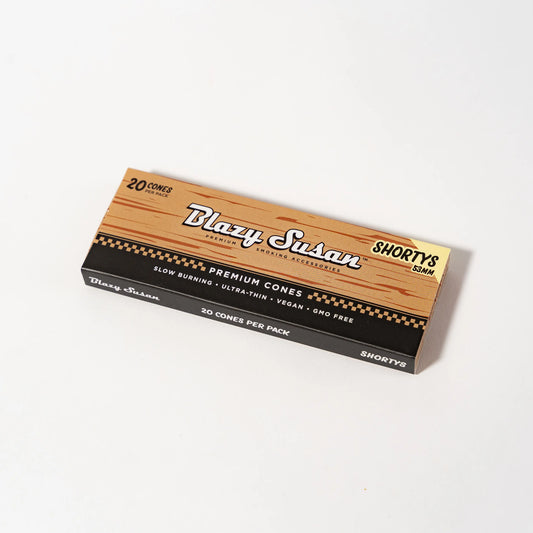 20 CONES
PER PACK
Blazy Susan™
PREMIUM SMOKING ACCESSORIES
SHORTYS
53MM
PREMIUM CONES
SLOW BURNING • ULTRA-THIN • VEGAN • GMO FREE
Blazy Susan
20 CONES PER PACK
SHORTYS